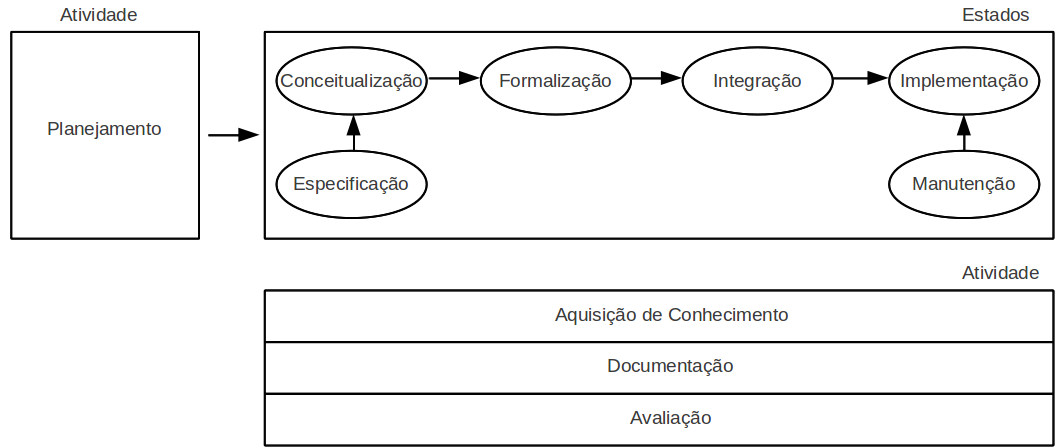 Atividade
Estados
Planejamento
Conceitualização
Formalização
Integração
Implementação
Especificação
Manutenção
Atividade
Aquisição de Conhecimento
Documentação
Avaliação